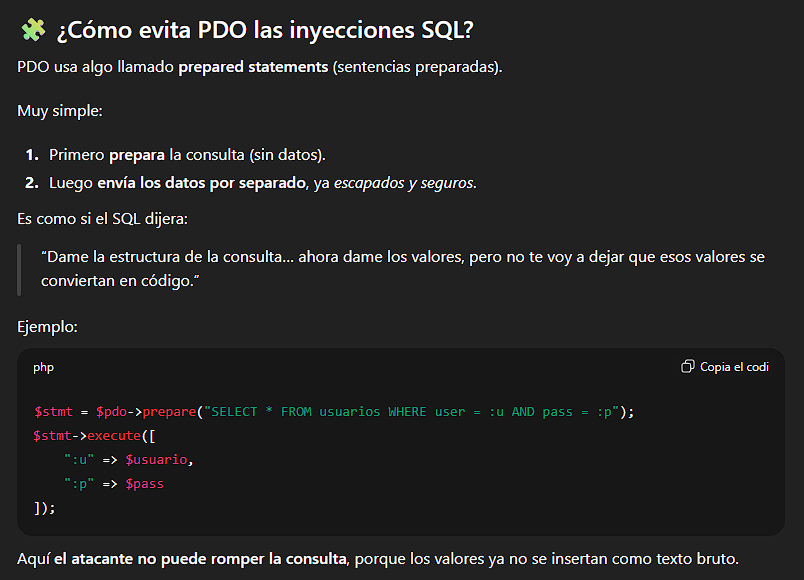 ¿Cómo evita PDO las inyecciones SQL?
PDO usa algo llamado prepared statements (sentencias preparadas).
Muy simple:
1. Primero prepara la consulta (sin datos).
2. Luego envía los datos por separado, ya escapados y seguros.
Es como si el SQL dijera:
“Dame la estructura de la consulta… ahora dame los valores, pero no te voy a dejar que esos valores se
conviertan en código.”
Ejemplo:
php
Copia el codi
$stmt = $pdo->prepare("SELECT * FROM usuarios WHERE user = :u AND pass = :p");
$stmt->execute([
":u" => $usuario,
":p" => $pass
]);
Aquí el atacante no puede romper la consulta, porque los valores ya no se insertan como texto bruto.